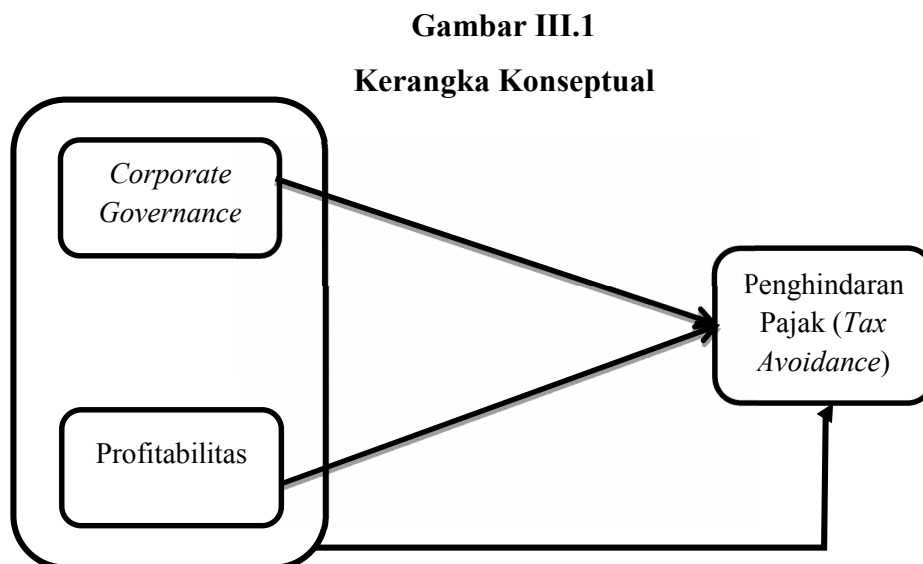 Gambar III.1
Kerangka Konseptual
Corporate
Governance
Penghindaran
Pajak (Tax
Avoidance)
Profitabilitas